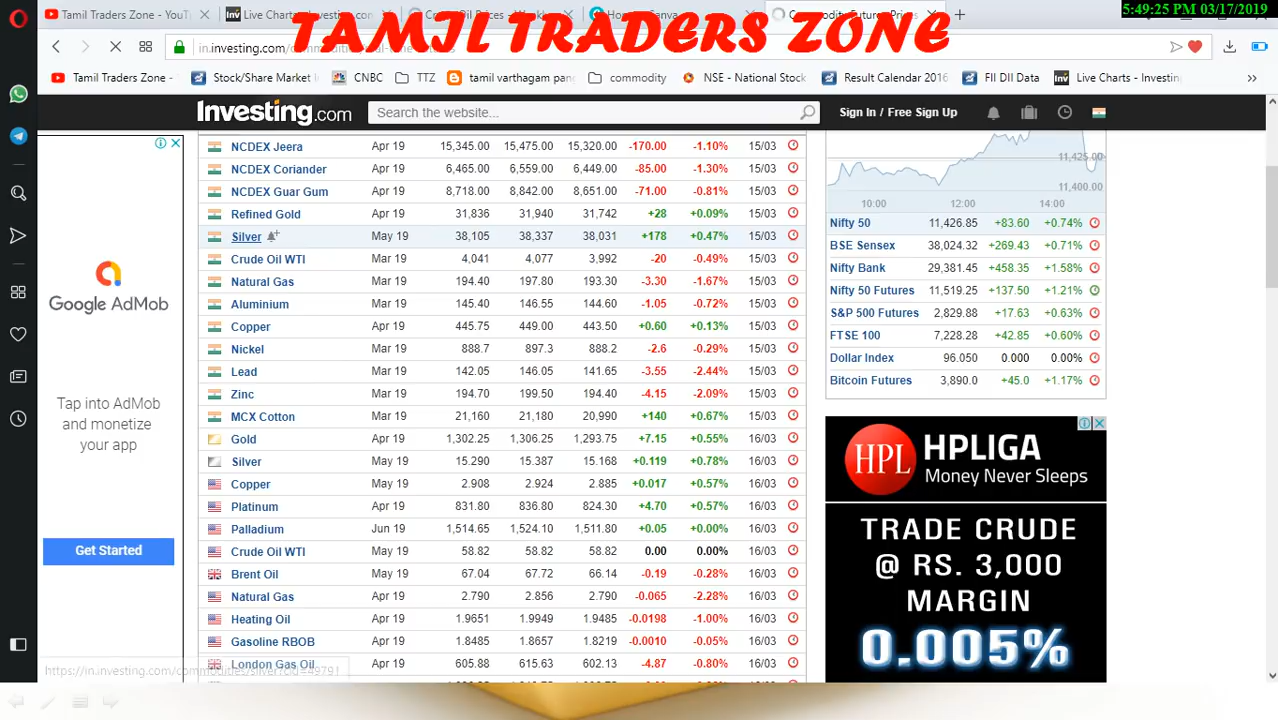 Tamil Traders Zone - YouT
Live Charts - Investing.com
Crude Oil Prices - Weekly
Commodity Futures Prices
5:49:25 PM 03/17/2019
TAMIL TRADERS ZONE
in.investing.com/
Tamil Traders Zone -
Stock/Share Market
CNBC
TTZ
tamil varthagam pan
commodity
NSE - National Stock
Result Calendar 2016
FII DII Data
Live Charts - Investin
»
Investing.com
Search the website...
Sign In / Free Sign Up
NCDEX Jeera Apr 19 15,345.00 15,475.00 15,320.00 -170.00 -1.10% 15/03
NCDEX Coriander Apr 19 6,465.00 6,559.00 6,449.00 -85.00 -1.30% 15/03
NCDEX Guar Gum Apr 19 8,718.00 8,842.00 8,651.00 -71.00 -0.81% 15/03
Refined Gold Apr 19 31,836 31,940 31,742 +28 +0.09% 15/03
Silver May 19 38,105 38,337 38,031 +178 +0.47% 15/03
Crude Oil WTI Mar 19 4,041 4,077 3,992 -20 -0.49% 15/03
Natural Gas Mar 19 194.40 197.80 193.30 -3.30 -1.67% 15/03
Aluminium Mar 19 145.40 146.55 144.60 -1.05 -0.72% 15/03
Copper Apr 19 445.75 449.00 443.50 +0.60 +0.13% 15/03
Nickel Mar 19 888.7 897.3 888.2 -2.6 -0.29% 15/03
Lead Mar 19 142.05 146.05 141.65 -3.55 -2.44% 15/03
Zinc Mar 19 194.70 199.50 194.40 -4.15 -2.09% 15/03
MCX Cotton Mar 19 21,160 21,180 20,990 +140 +0.67% 15/03
Gold Apr 19 1,302.25 1,306.25 1,293.75 +7.15 +0.55% 16/03
Silver May 19 15.290 15.387 15.168 +0.119 +0.78% 16/03
Copper May 19 2.908 2.924 2.885 +0.017 +0.57% 16/03
Platinum Apr 19 831.80 836.80 824.30 +4.70 +0.57% 16/03
Palladium Jun 19 1,514.65 1,524.10 1,511.80 +0.05 +0.00% 16/03
Crude Oil WTI May 19 58.82 58.82 58.82 0.00 0.00% 16/03
Brent Oil May 19 67.04 67.72 66.14 -0.19 -0.28% 16/03
Natural Gas Apr 19 2.790 2.856 2.790 -0.065 -2.28% 16/03
Heating Oil Apr 19 1.9651 1.9949 1.9485 -0.0198 -1.00% 16/03
Gasoline RBOB Apr 19 1.8485 1.8657 1.8219 -0.0010 -0.05% 16/03
London Gas Oil Apr 19 605.88 615.63 602.13 -4.87 -0.80% 16/03
https://in.investing.com/commodities/silver?cid=49791
Google AdMob
Tap into AdMob
and monetize
your app
Get Started
11,425.00
11,400.00
10:00 12:00 14:00
Nifty 50 11,426.85 +83.60 +0.74%
BSE Sensex 38,024.32 +269.43 +0.71%
Nifty Bank 29,381.45 +458.35 +1.58%
Nifty 50 Futures 11,519.25 +137.50 +1.21%
S&P 500 Futures 2,829.88 +17.63 +0.63%
FTSE 100 7,228.28 +42.85 +0.60%
Dollar Index 96.050 0.000 0.00%
Bitcoin Futures 3,890.0 +45.0 +1.17%
HPL
HPLIGA
Money Never Sleeps
TRADE CRUDE
@ RS. 3,000
MARGIN
0.005%